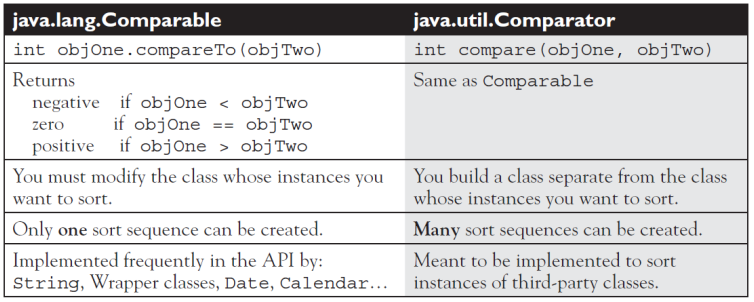 java.lang.Comparable java.util.Comparator
int objOne.compareTo(objTwo) int compare(objOne, objTwo)
Returns Same as Comparable
negative if objOne < objTwo
zero if objOne == objTwo
positive if objOne > objTwo
You must modify the class whose instances you You build a class separate from the class
want to sort. whose instances you want to sort.
Only one sort sequence can be created. Many sort sequences can be created.
Implemented frequently in the API by: Meant to be implemented to sort
String, Wrapper classes, Date, Calendar... instances of third-party classes.